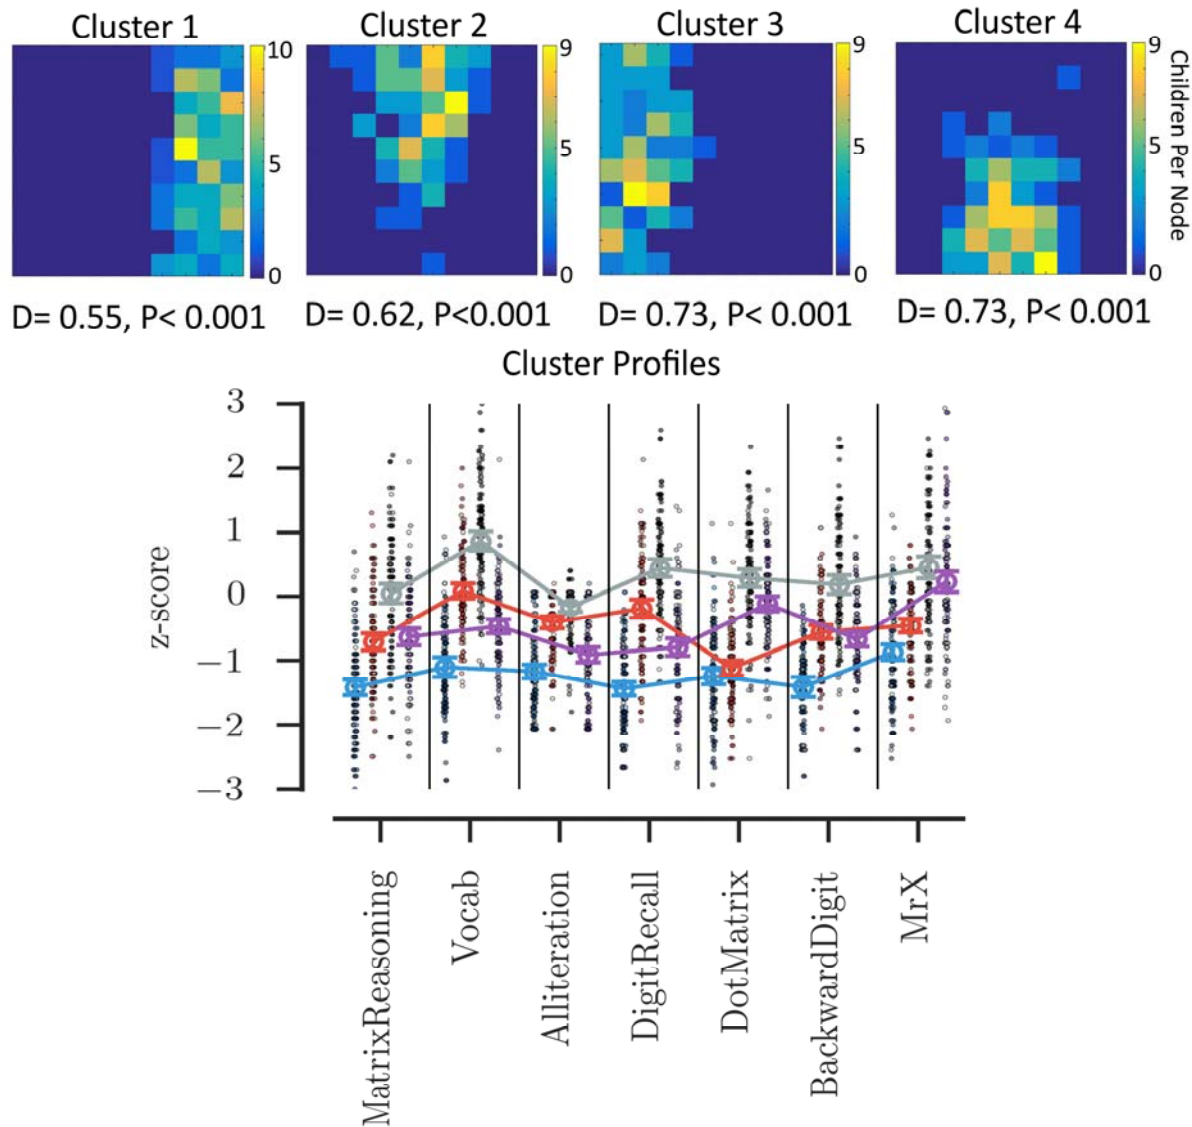 Cluster 1
Cluster 2
Cluster 3
Cluster 4
10
5
0
9
5
0
9
5
0
9
5
0
Children Per Node
D= 0.55, P< 0.001
D= 0.62, P<0.001
D= 0.73, P< 0.001
D= 0.73, P< 0.001
Cluster Profiles
z-score
3
2
1
0
−1
−2
−3
MatrixReasoning
Vocab
Alliteration
DigitRecall
DotMatrix
BackwardDigit
MrX